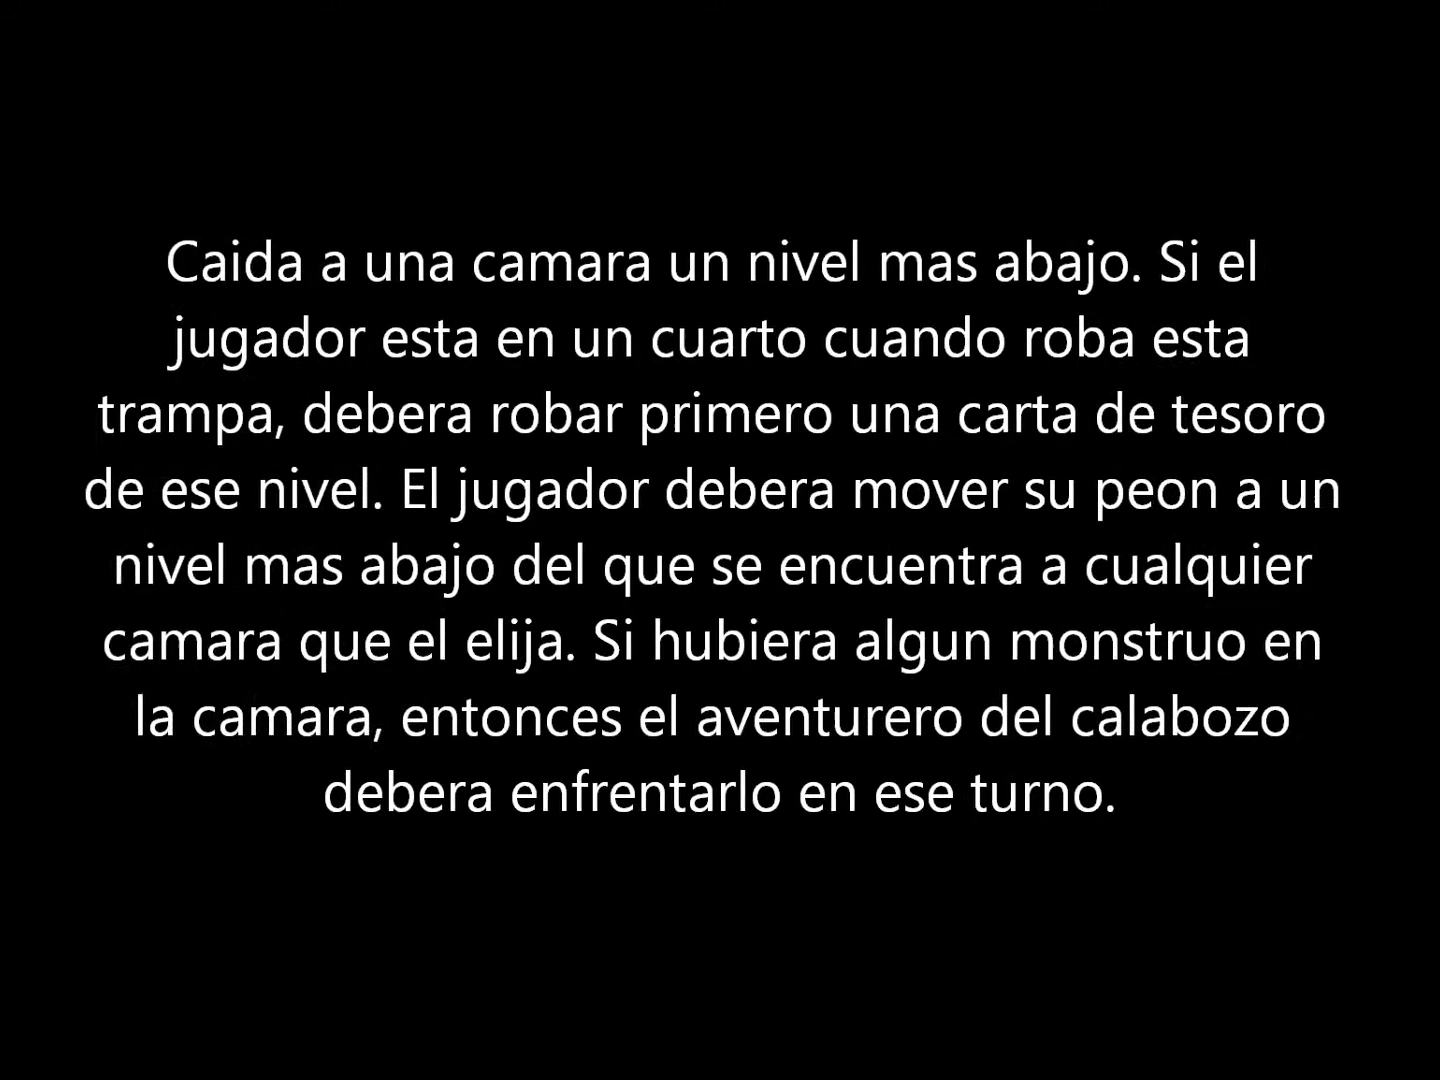 Caida a una camara un nivel mas abajo. Si el
jugador esta en un cuarto cuando roba esta
trampa, debera robar primero una carta de tesoro
de ese nivel. El jugador debera mover su peon a un
nivel mas abajo del que se encuentra a cualquier
camara que el elija. Si hubiera algun monstruo en
la camara, entonces el aventurero del calabozo
debera enfrentarlo en ese turno.